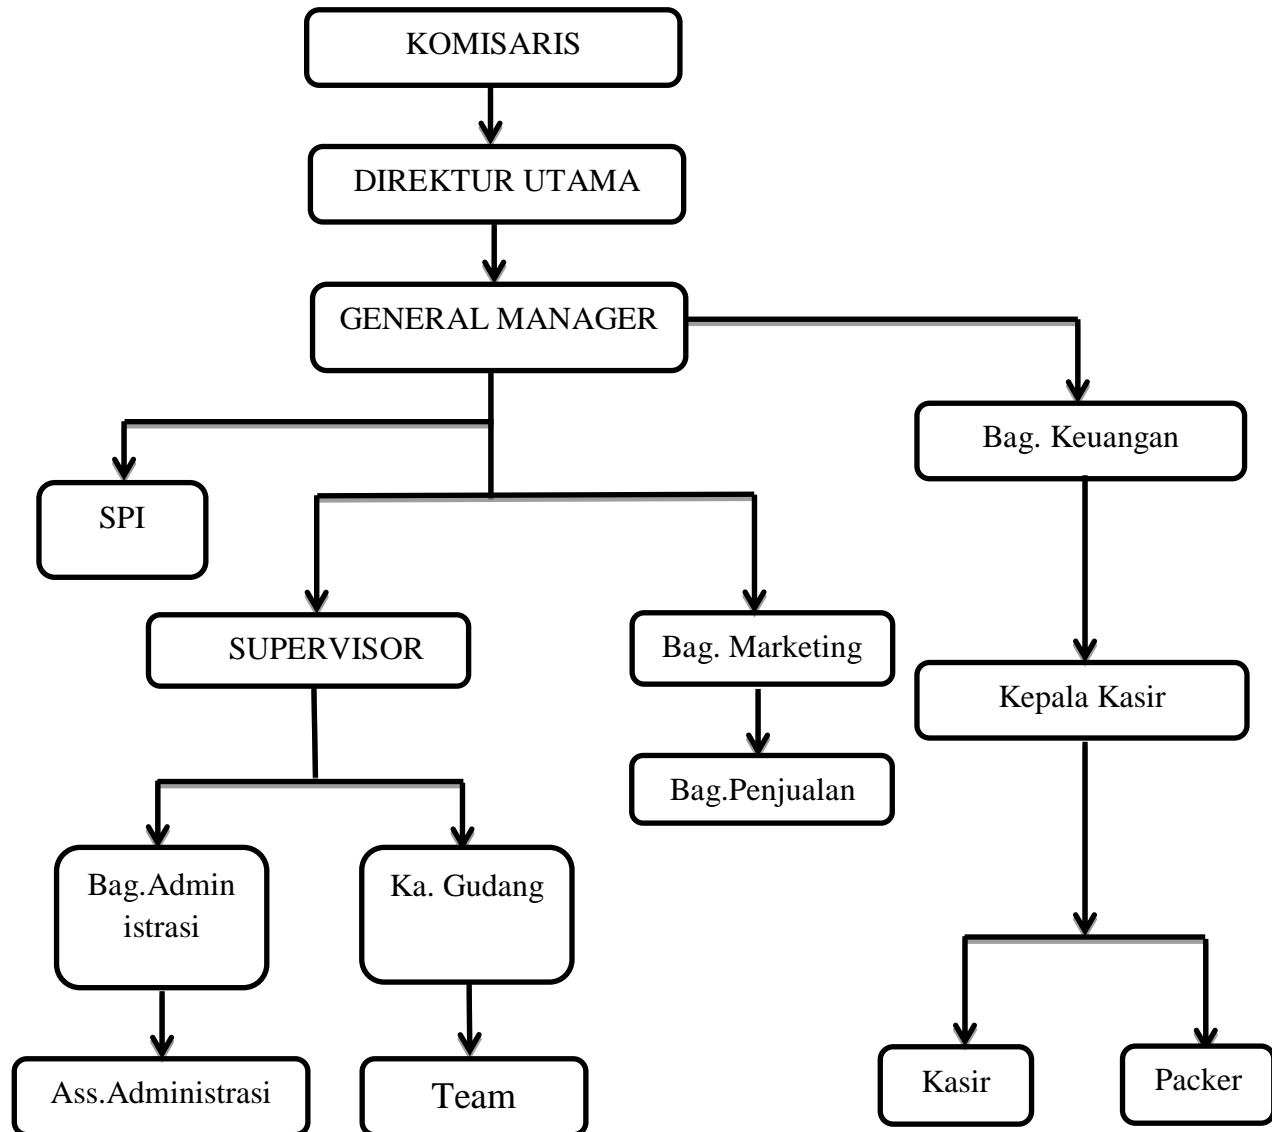 KOMISARIS
DIREKTUR UTAMA
GENERAL MANAGER
Bag. Keuangan
SPI
SUPERVISOR
Bag. Marketing
Kepala Kasir
Bag.Penjualan
Bag.Admin
istrasi
Ka. Gudang
Ass.Administrasi
Team
Kasir
Packer